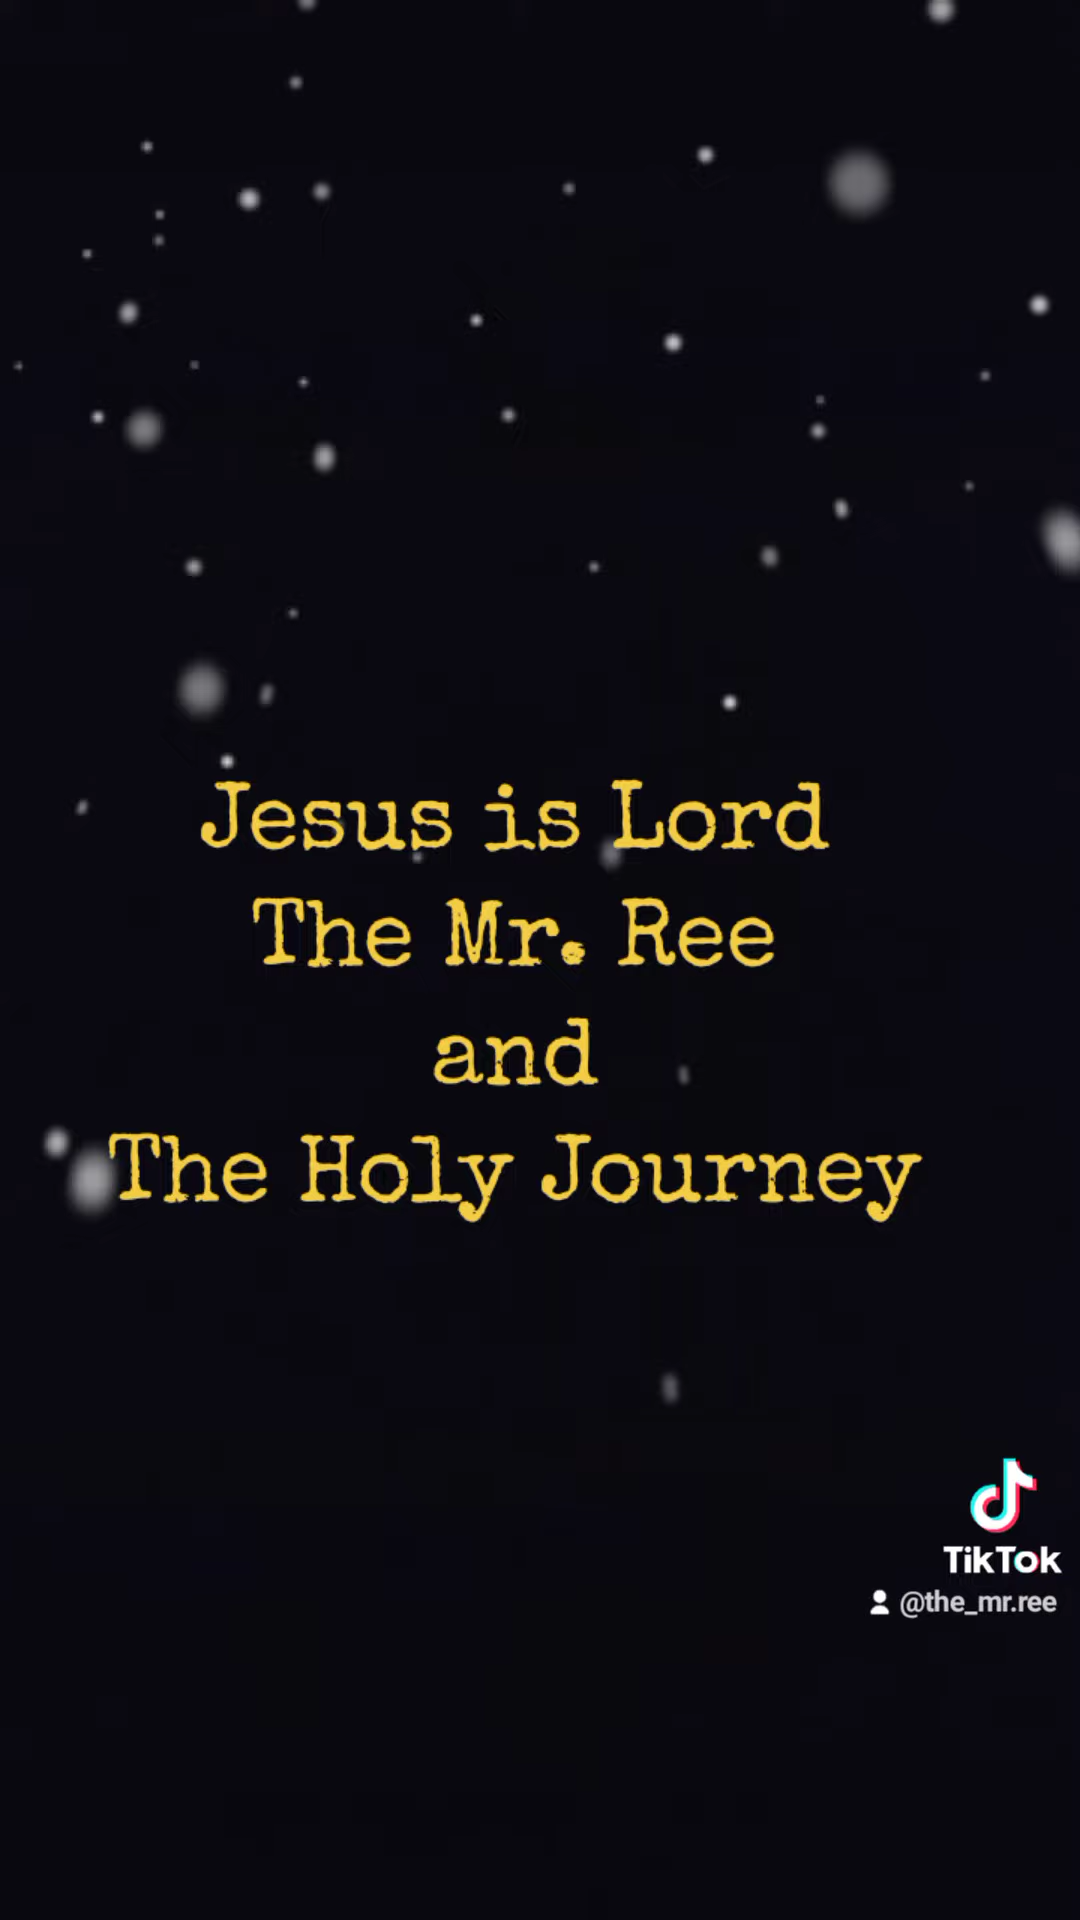 Jesus is Lord
The Mr. Ree
and
The Holy Journey
TikTok
@the_mr.ree